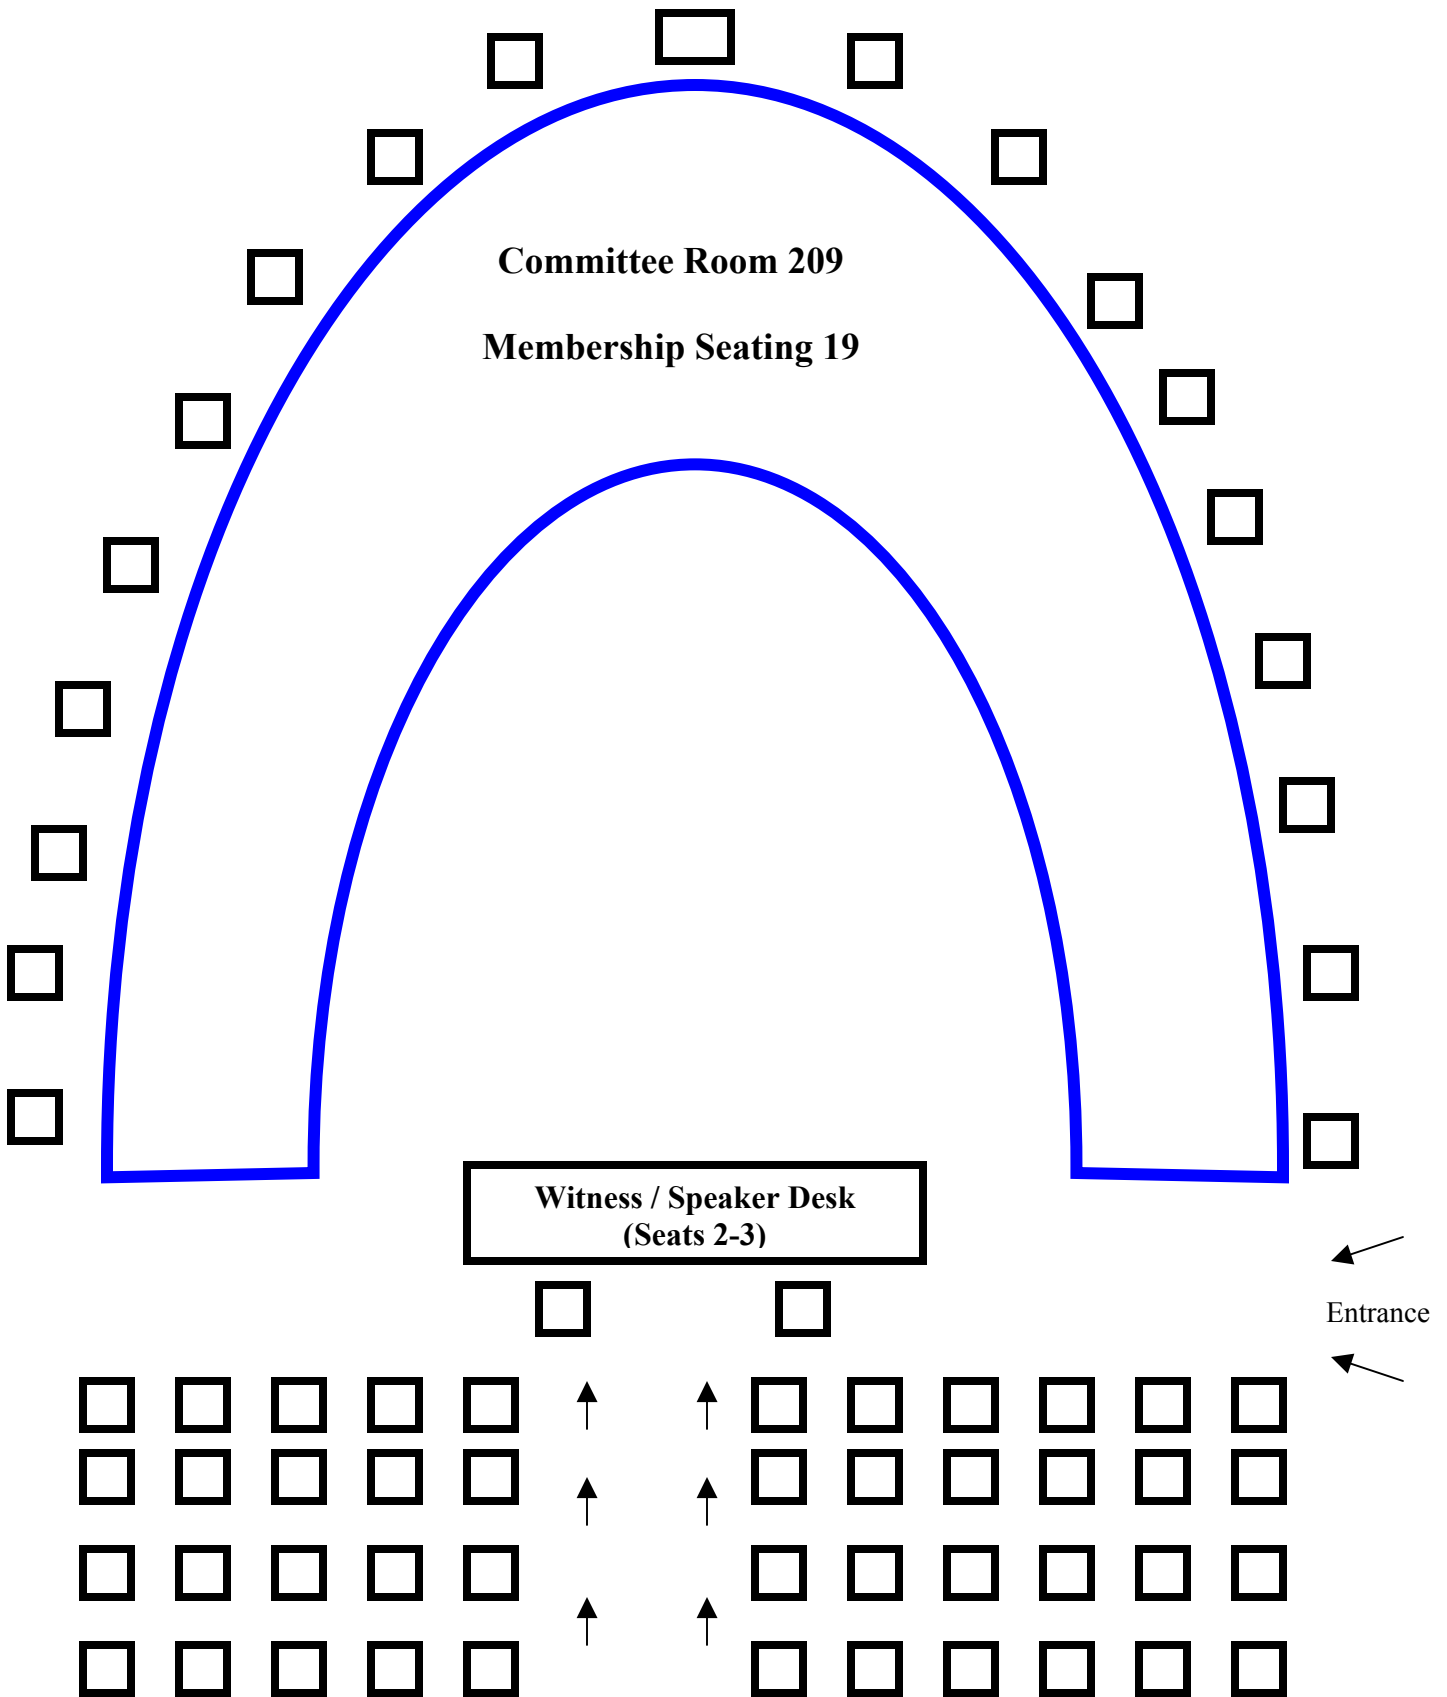 Committee Room 209
Membership Seating 19
Witness / Speaker Desk
(Seats 2-3)
Entrance